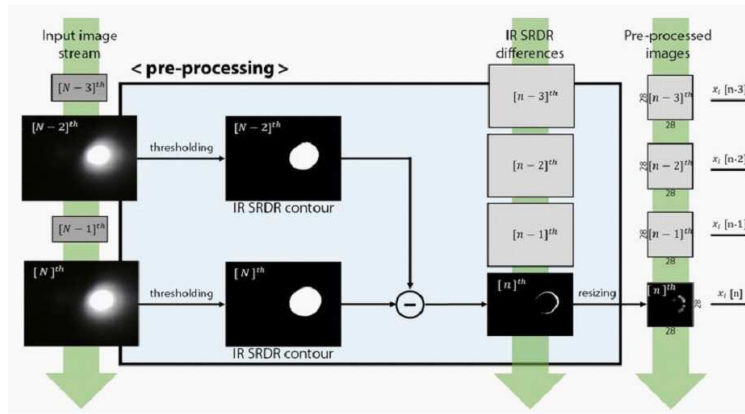 Input image
stream
< pre-processing >
IR SRDR
differences
Pre-processed
images
[N − 3]ᵗʰ
[n − 3]ᵗʰ
28
[n − 3]ᵗʰ
28
xᵢ [n-3]
[N − 2]ᵗʰ
thresholding
[N − 2]ᵗʰ
IR SRDR contour
[n − 2]ᵗʰ
28
[n − 2]ᵗʰ
28
xᵢ [n-2]
[N − 1]ᵗʰ
[n − 1]ᵗʰ
28
[n − 1]ᵗʰ
28
xᵢ [n-1]
[N]ᵗʰ
thresholding
[N]ᵗʰ
IR SRDR contour
−
[n]ᵗʰ
resizing
[n]ᵗʰ
28
28
xᵢ [n]